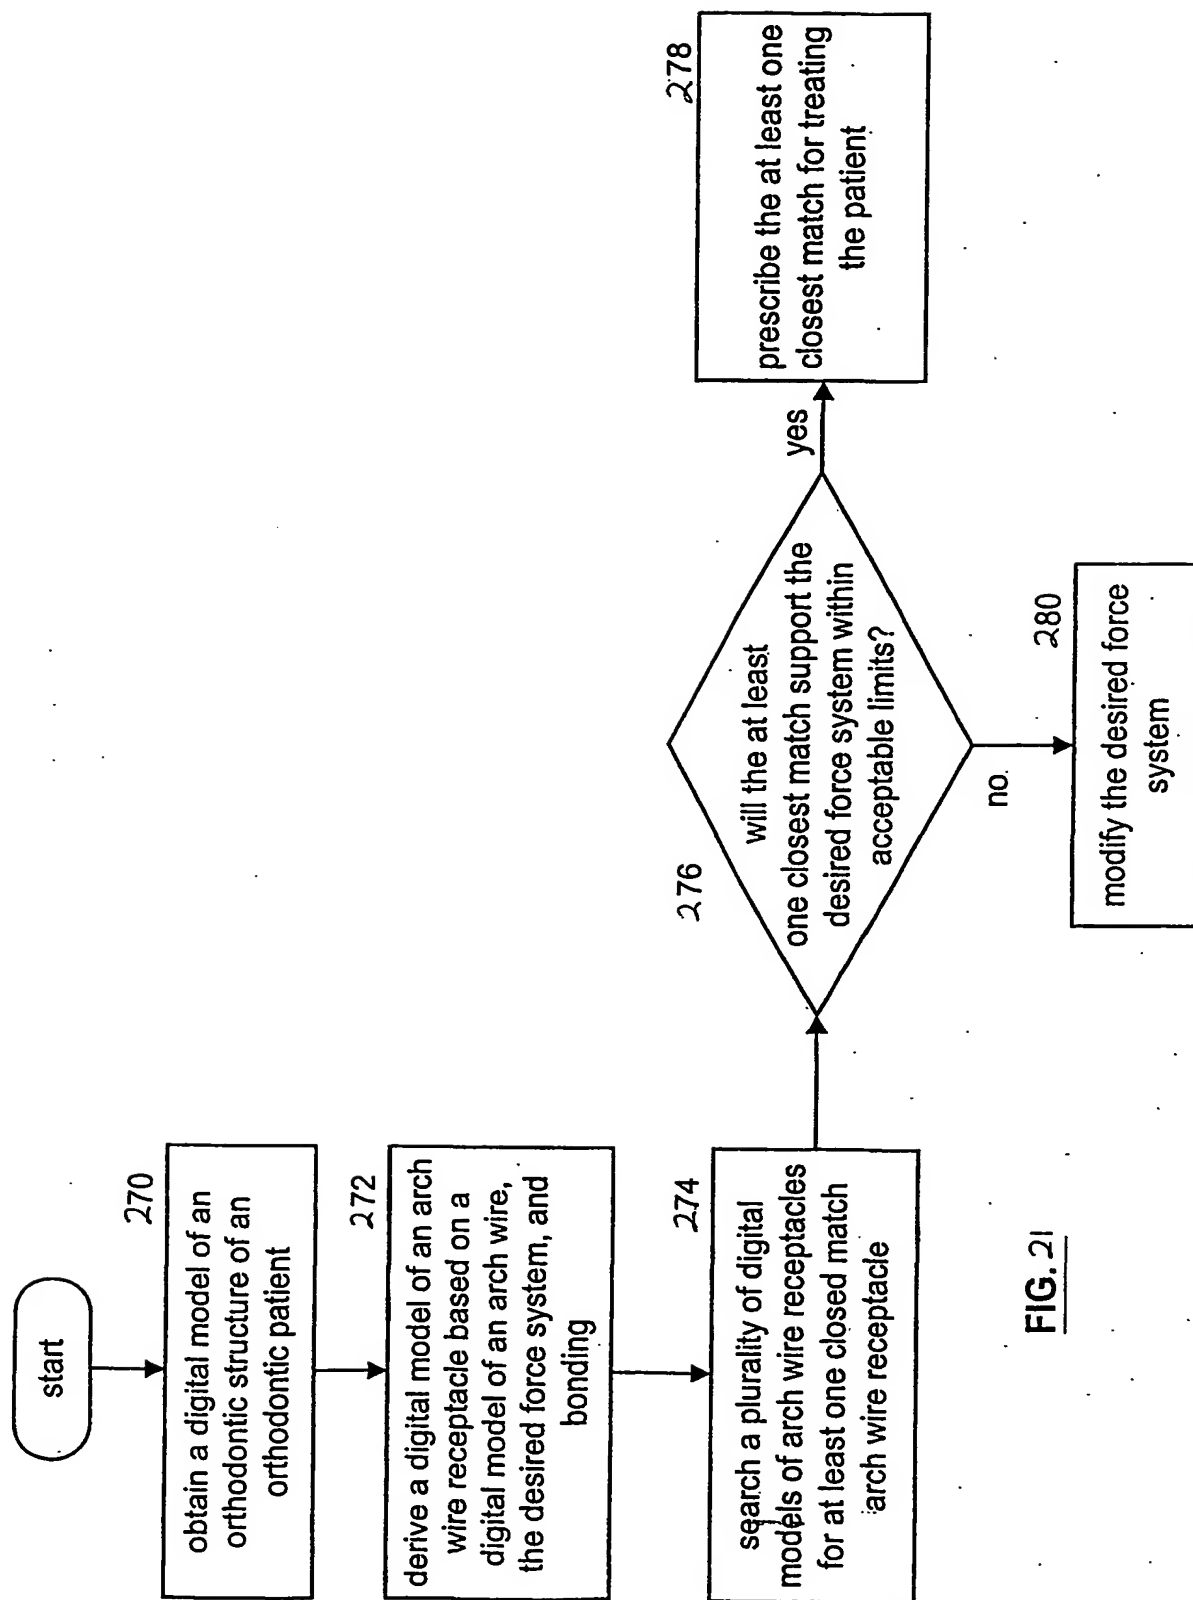 start
270
obtain a digital model of an
orthodontic structure of an
orthodontic patient
272
derive a digital model of an arch
wire receptacle based on a
digital model of an arch wire,
the desired force system, and
bonding
274
search a plurality of digital
models of arch wire receptacles
for at least one closed match
arch wire receptacle
276
will the at least
one closest match support the
desired force system within
acceptable limits?
yes
278
prescribe the at least one
closest match for treating
the patient
no
280
modify the desired force
system
FIG. 21